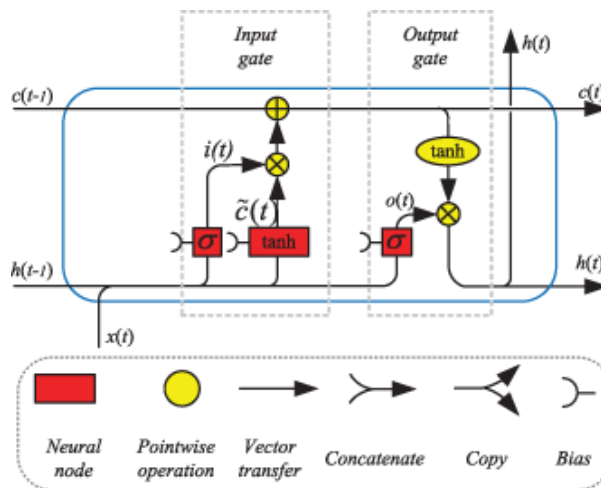 Input
gate
Output
gate
h(t)
c(t-1)
c(t)
i(t)
tanh
c̃(t)
o(t)
σ
tanh
σ
h(t-1)
h(t)
x(t)
Neural
node
Pointwise
operation
Vector
transfer
Concatenate
Copy
Bias